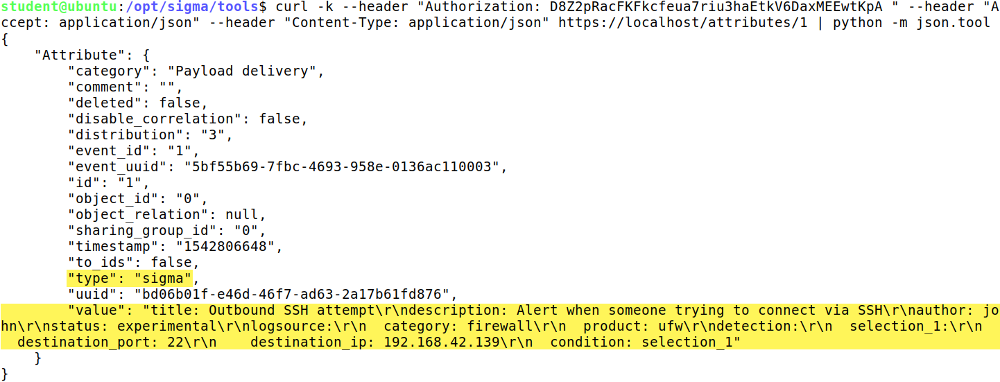 student@ubuntu:/opt/sigma/tools$ curl -k --header "Authorization: D8Z2pRacFKFkcfeua7riu3haEtkV6DaxMEEwtKpA " --header "A
ccept: application/json" --header "Content-Type: application/json" https://localhost/attributes/1 | python -m json.tool
{
    "Attribute": {
        "category": "Payload delivery",
        "comment": "",
        "deleted": false,
        "disable_correlation": false,
        "distribution": "3",
        "event_id": "1",
        "event_uuid": "5bf55b69-7fbc-4693-958e-0136ac110003",
        "id": "1",
        "object_id": "0",
        "object_relation": null,
        "sharing_group_id": "0",
        "timestamp": "1542806648",
        "to_ids": false,
        "type": "sigma",
        "uuid": "bd06b01f-e46d-46f7-ad63-2a17b61fd876",
        "value": "title: Outbound SSH attempt\r\ndescription: Alert when someone trying to connect via SSH\r\nauthor: jo
hn\r\nstatus: experimental\r\nlogsource:\r\n  category: firewall\r\n  product: ufw\r\ndetection:\r\n  selection_1:\r\n
  destination_port: 22\r\n    destination_ip: 192.168.42.139\r\n  condition: selection_1"
    }
}